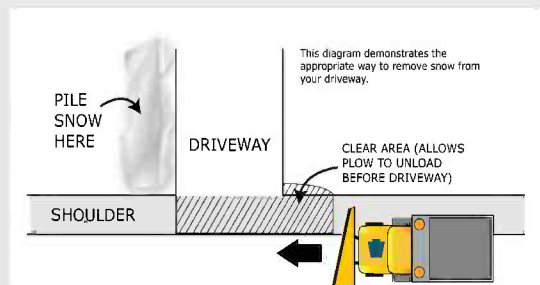 This diagram demonstrates the
appropriate way to remove snow from
your driveway.
PILE
SNOW
HERE
DRIVEWAY
CLEAR AREA (ALLOWS
PLOW TO UNLOAD
BEFORE DRIVEWAY)
SHOULDER